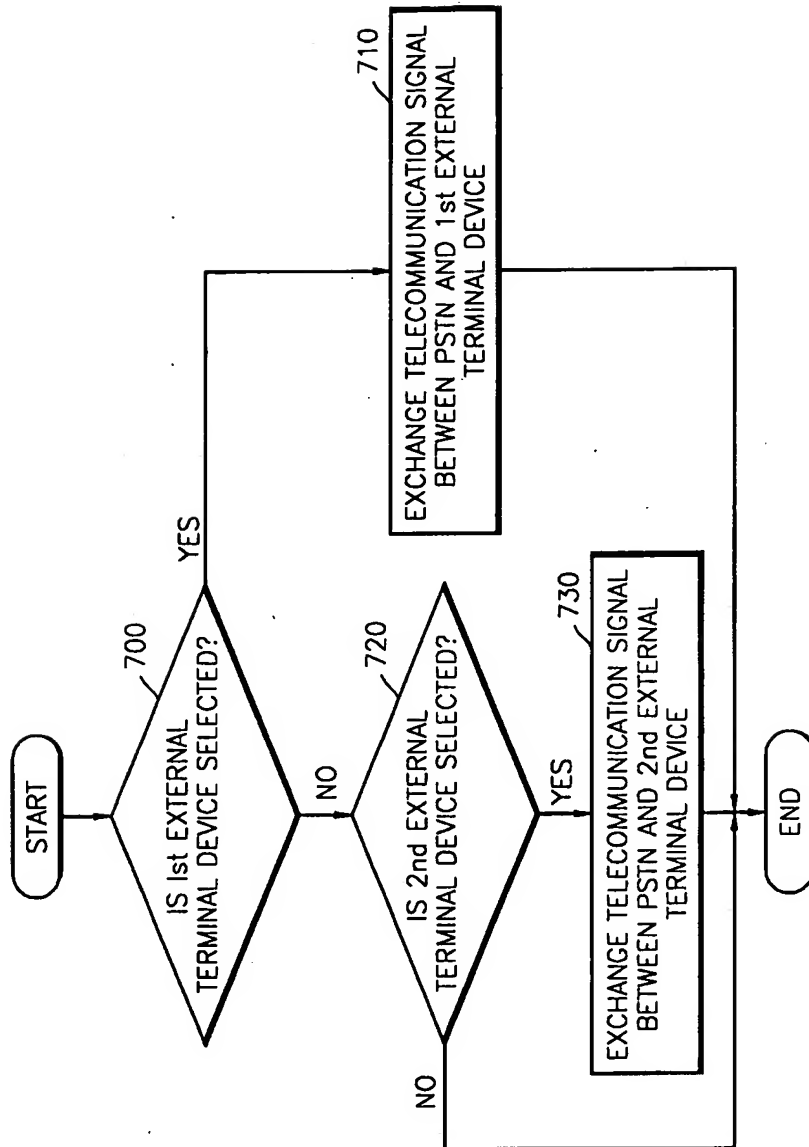 START
700
IS 1st EXTERNAL
TERMINAL DEVICE SELECTED?
YES
NO
710
EXCHANGE TELECOMMUNICATION SIGNAL
BETWEEN PSTN AND 1st EXTERNAL
TERMINAL DEVICE
720
IS 2nd EXTERNAL
TERMINAL DEVICE SELECTED?
NO
YES
730
EXCHANGE TELECOMMUNICATION SIGNAL
BETWEEN PSTN AND 2nd EXTERNAL
TERMINAL DEVICE
END